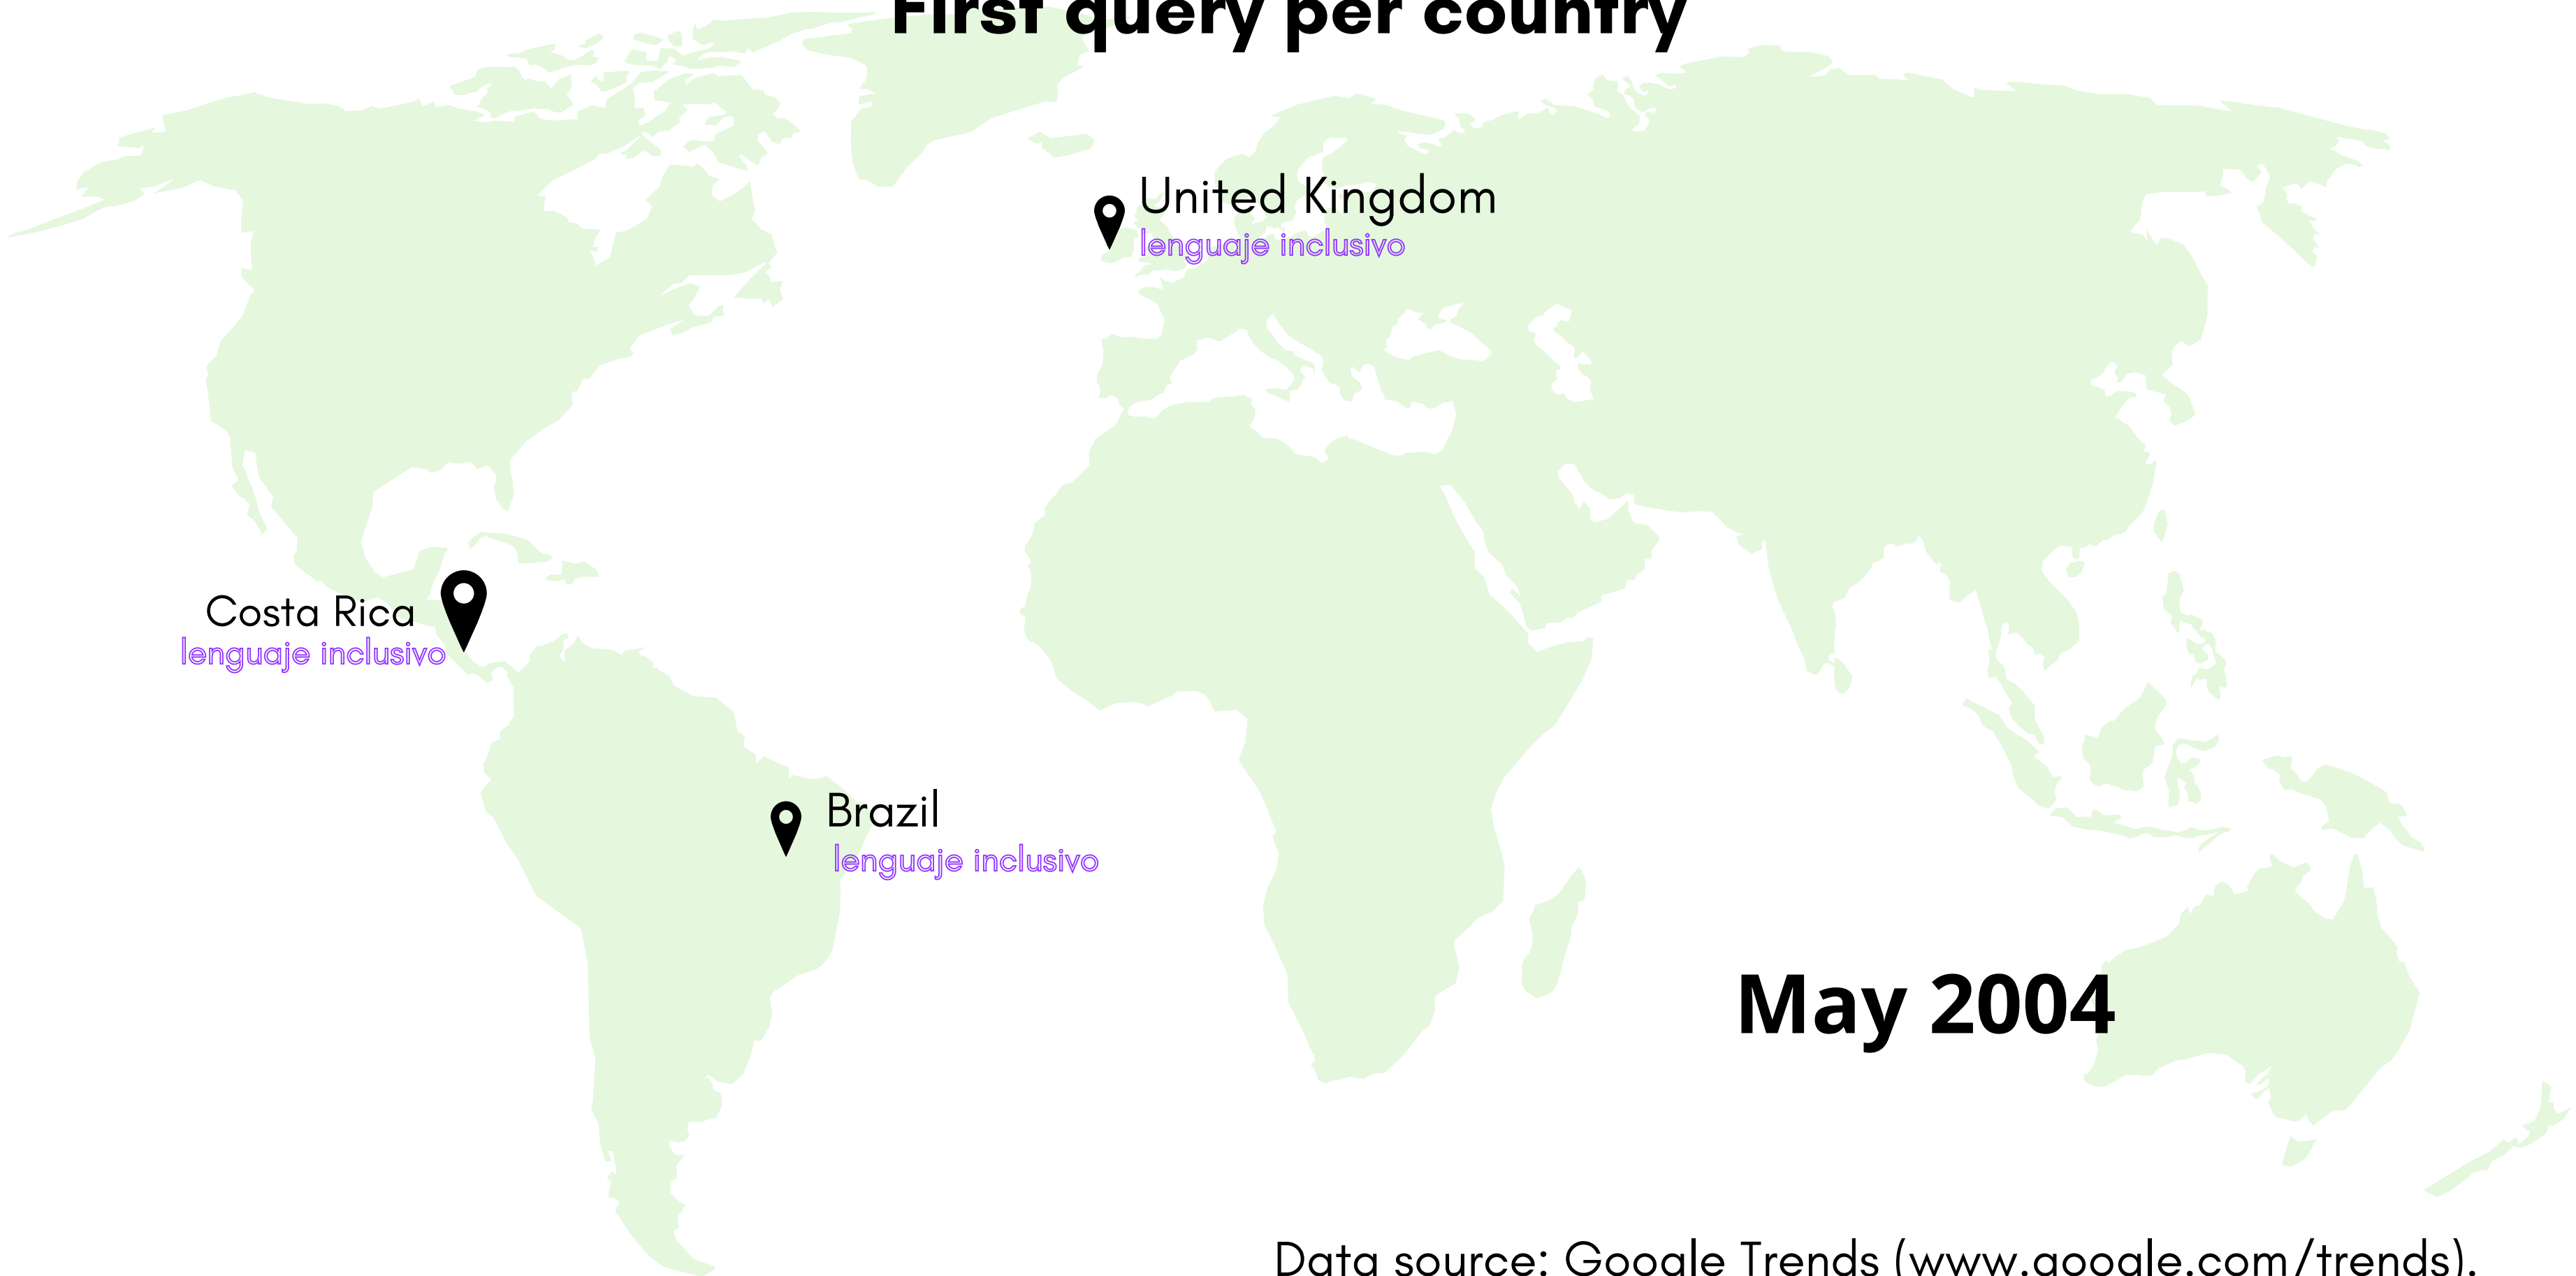 First query per country
United Kingdom
lenguaje inclusivo
Costa Rica
lenguaje inclusivo
Brazil
lenguaje inclusivo
May 2004
Data source: Google Trends (www.google.com/trends).